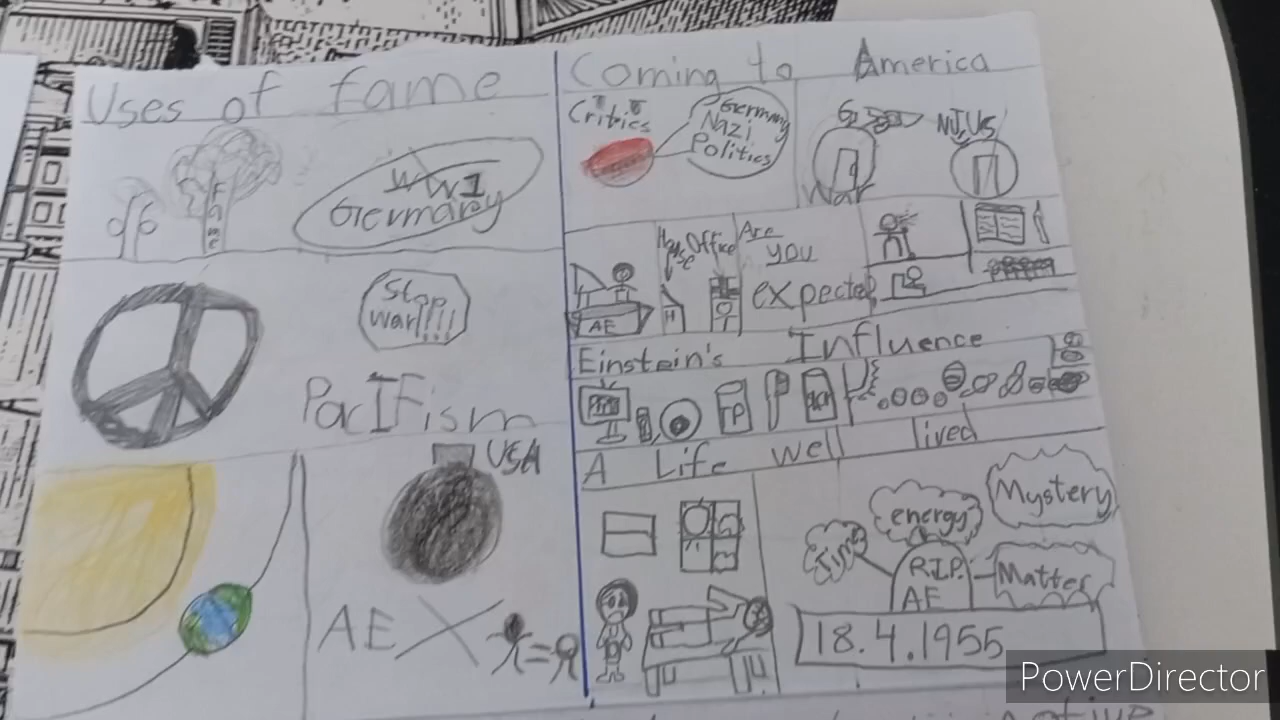 Uses of fame
Fame
WW1
Germany
Stop
war!!!!
PacIFism
USA
AE
Coming to America
Critics
Germany
Nazi
Politics
G
NJ, US
War
House
Office
AE
H
Are
you
expected
Einstein's Influence
TP
A Life well lived
Time
energy
Mystery
Matter
R.I.P.
AE
18.4.1955
PowerDirector